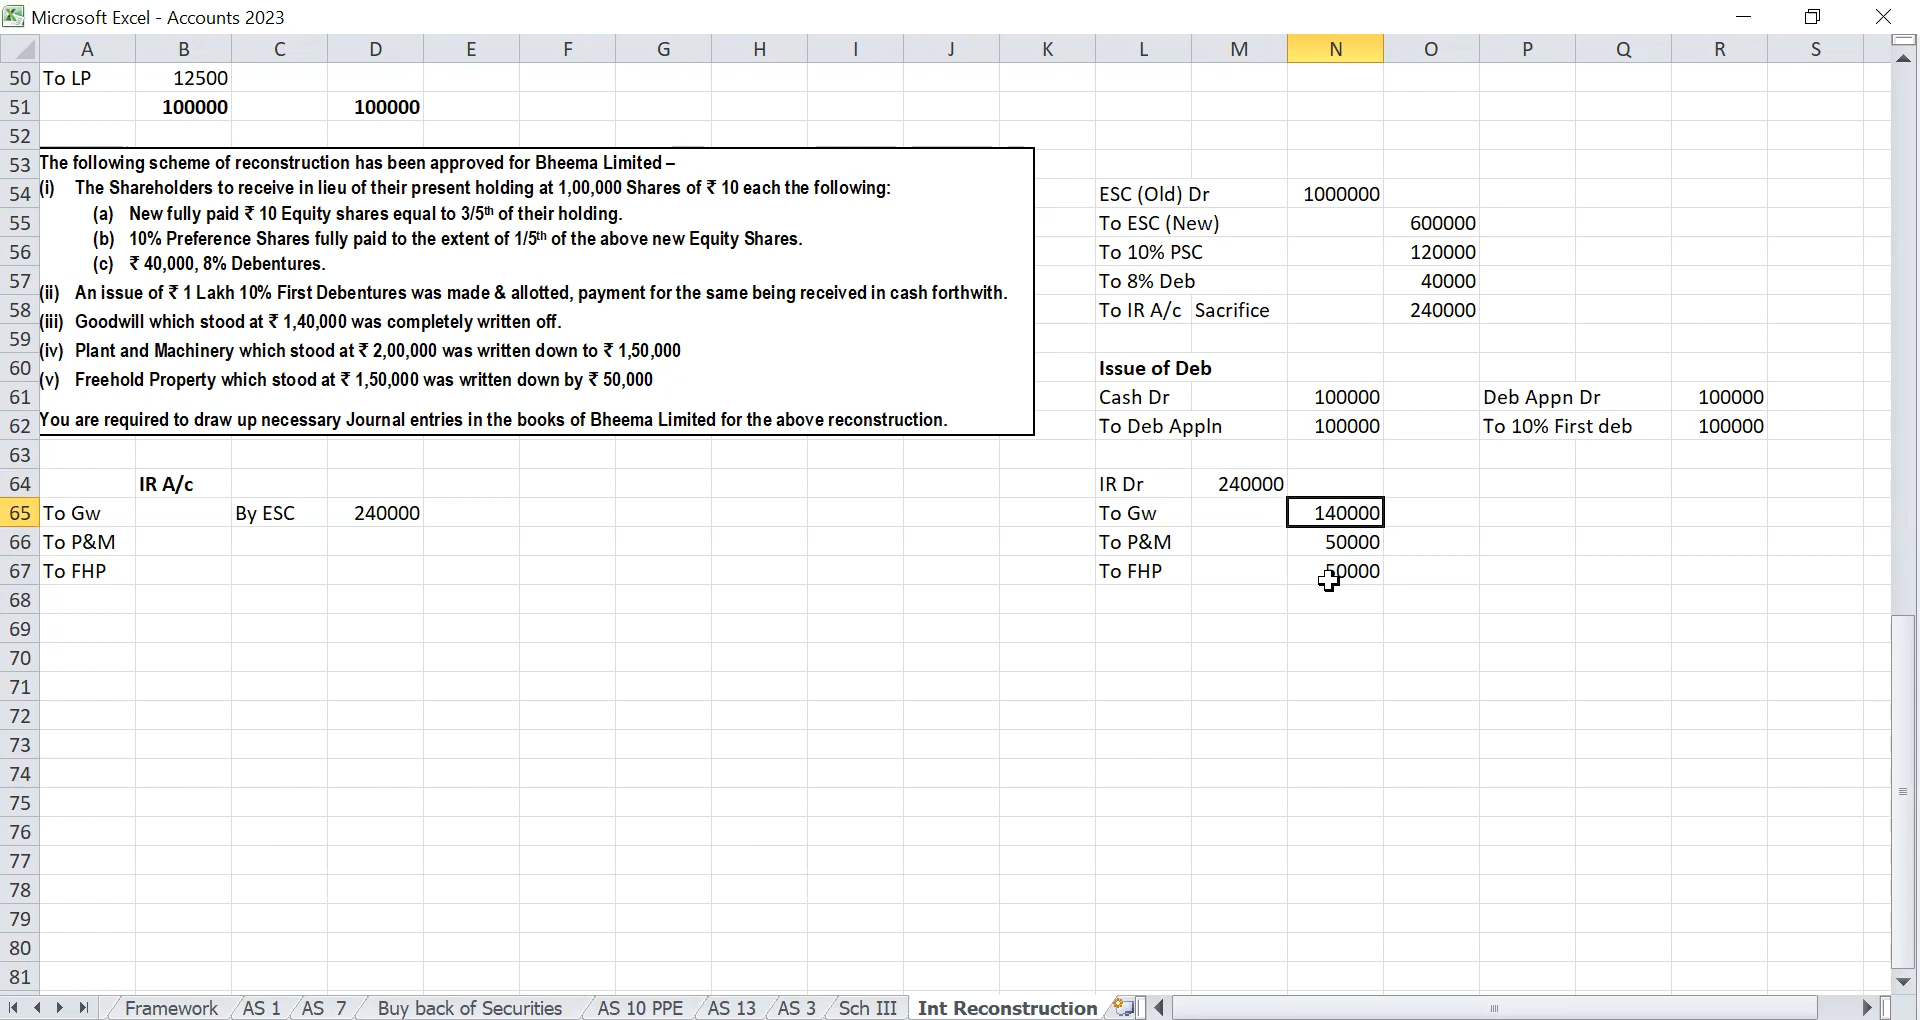 Microsoft Excel - Accounts 2023
A B C D E F G H I J K L M N O P Q R S
50 To LP 12500
51 100000 100000
52
53 The following scheme of reconstruction has been approved for Bheema Limited –
54 (i) The Shareholders to receive in lieu of their present holding at 1,00,000 Shares of ₹ 10 each the following: ESC (Old) Dr 1000000
55 (a) New fully paid ₹ 10 Equity shares equal to 3/5th of their holding. To ESC (New) 600000
56 (b) 10% Preference Shares fully paid to the extent of 1/5th of the above new Equity Shares. To 10% PSC 120000
57 (c) ₹ 40,000, 8% Debentures. To 8% Deb 40000
58 (ii) An issue of ₹ 1 Lakh 10% First Debentures was made & allotted, payment for the same being received in cash forthwith. To IR A/c Sacrifice 240000
59 (iii) Goodwill which stood at ₹ 1,40,000 was completely written off.
60 (iv) Plant and Machinery which stood at ₹ 2,00,000 was written down to ₹ 1,50,000 Issue of Deb
61 (v) Freehold Property which stood at ₹ 1,50,000 was written down by ₹ 50,000 Cash Dr 100000 Deb Appn Dr 100000
62 You are required to draw up necessary Journal entries in the books of Bheema Limited for the above reconstruction. To Deb Appln 100000 To 10% First deb 100000
63
64 IR A/c IR Dr 240000
65 To Gw By ESC 240000 To Gw 140000
66 To P&M To P&M 50000
67 To FHP To FHP 50000
68
69
70
71
72
73
74
75
76
77
78
79
80
81
Framework AS 1 AS 7 Buy back of Securities AS 10 PPE AS 13 AS 3 Sch III Int Reconstruction